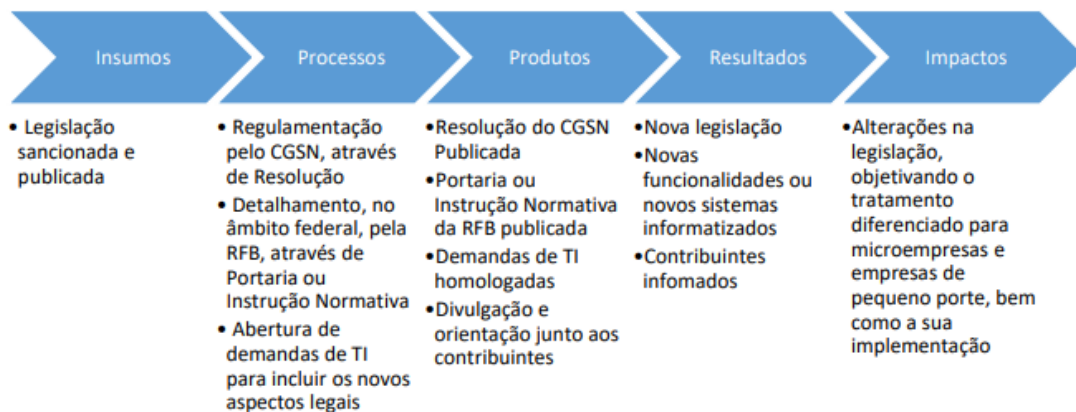 Insumos
Processos
Produtos
Resultados
Impactos
• Legislação
sancionada e
publicada
• Regulamentação
pelo CGSN, através
de Resolução
• Detalhamento, no
âmbito federal, pela
RFB, através de
Portaria ou
Instrução Normativa
• Abertura de
demandas de TI
para incluir os novos
aspectos legais
•Resolução do CGSN
Publicada
•Portaria ou
Instrução Normativa
da RFB publicada
•Demandas de TI
homologadas
•Divulgação e
orientação junto aos
contribuintes
•Nova legislação
•Novas
funcionalidades ou
novos sistemas
informatizados
•Contribuintes
infomados
•Alterações na
legislação,
objetivando o
tratamento
diferenciado para
microempresas e
empresas de
pequeno porte, bem
como a sua
implementação